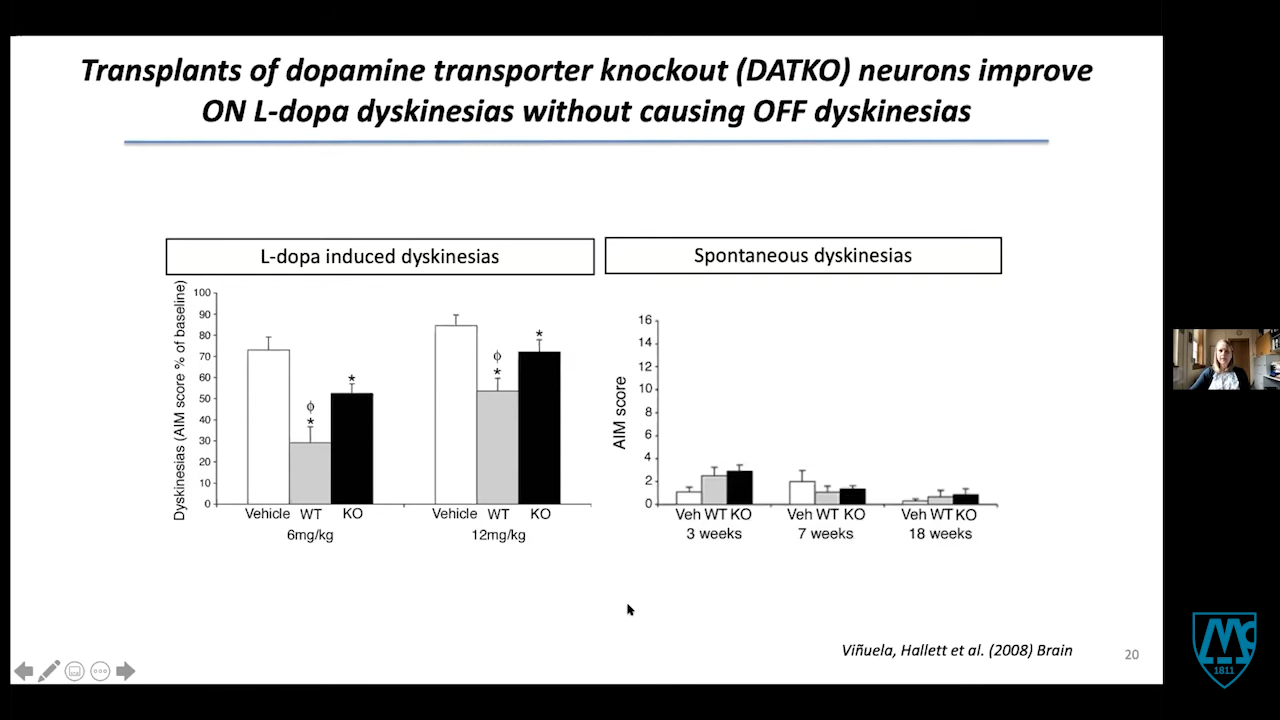 Transplants of dopamine transporter knockout (DATKO) neurons improve
ON L-dopa dyskinesias without causing OFF dyskinesias
L-dopa induced dyskinesias
Dyskinesias (AIM score % of baseline)
100
90
80
70
60
50
40
30
20
10
0
ϕ
*
*
ϕ
*
*
Vehicle WT KO
Vehicle WT KO
6mg/kg
12mg/kg
Spontaneous dyskinesias
AIM score
16
14
12
10
8
6
4
2
0
Veh WT KO
Veh WT KO
Veh WT KO
3 weeks
7 weeks
18 weeks
Viñuela, Hallett et al. (2008) Brain
20
1811